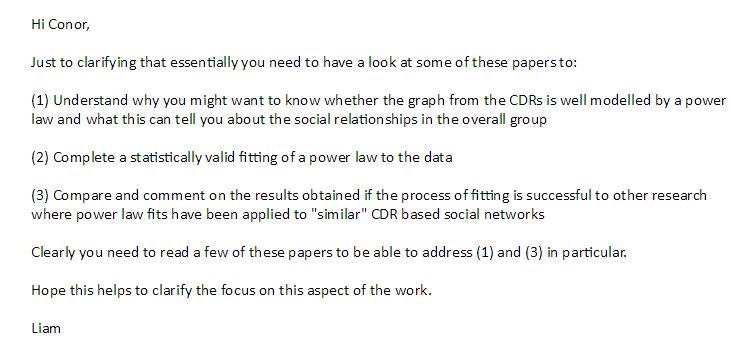 Hi Conor,
Just to clarifying that essentially you need to have a look at some of these papers to:
(1) Understand why you might want to know whether the graph from the CDRs is well modelled by a power
law and what this can tell you about the social relationships in the overall group
(2) Complete a statistically valid fitting of a power law to the data
(3) Compare and comment on the results obtained if the process of fitting is successful to other research
where power law fits have been applied to "similar" CDR based social networks
Clearly you need to read a few of these papers to be able to address (1) and (3) in particular.
Hope this helps to clarify the focus on this aspect of the work.
Liam